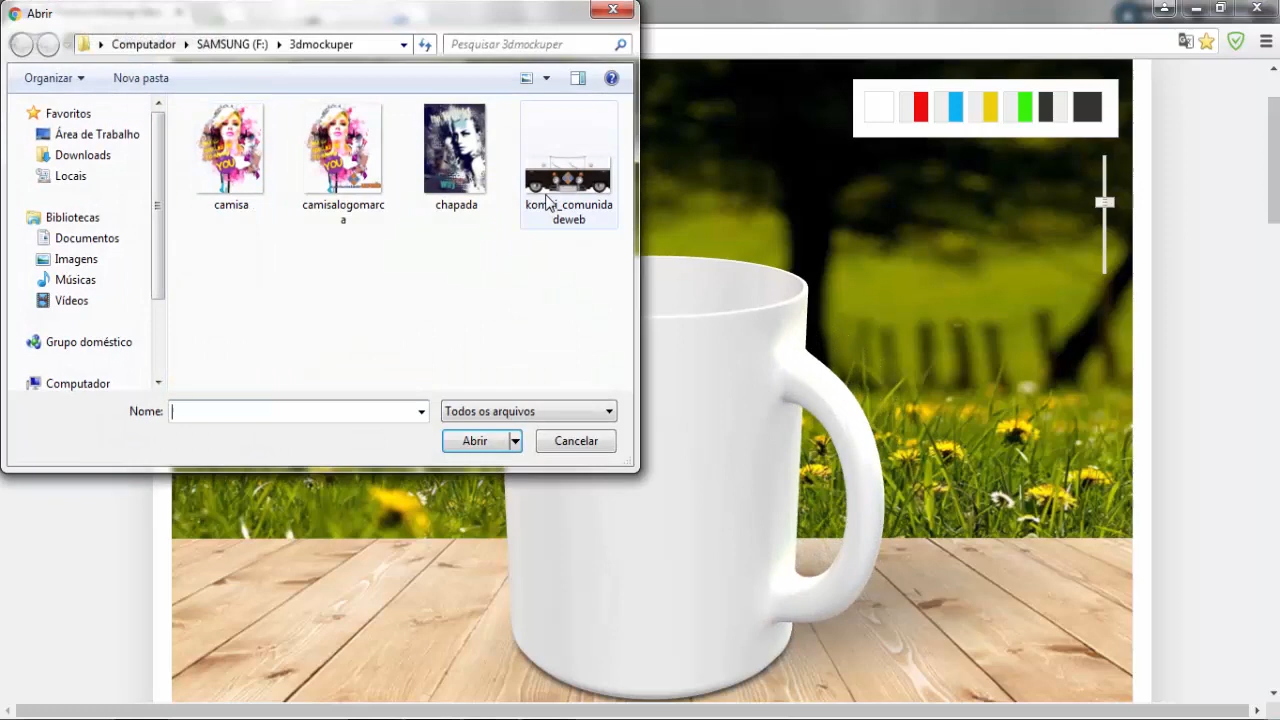 Abrir
Computador SAMSUNG (F:) 3dmockuper
Pesquisar 3dmockuper
Organizar Nova pasta
Favoritos
Área de Trabalho
Downloads
Locais
Bibliotecas
Documentos
Imagens
Músicas
Vídeos
Grupo doméstico
Computador
camisa
camisalogomarc
a
chapada
deweb
Nome:
Todos os arquivos
Abrir
Cancelar